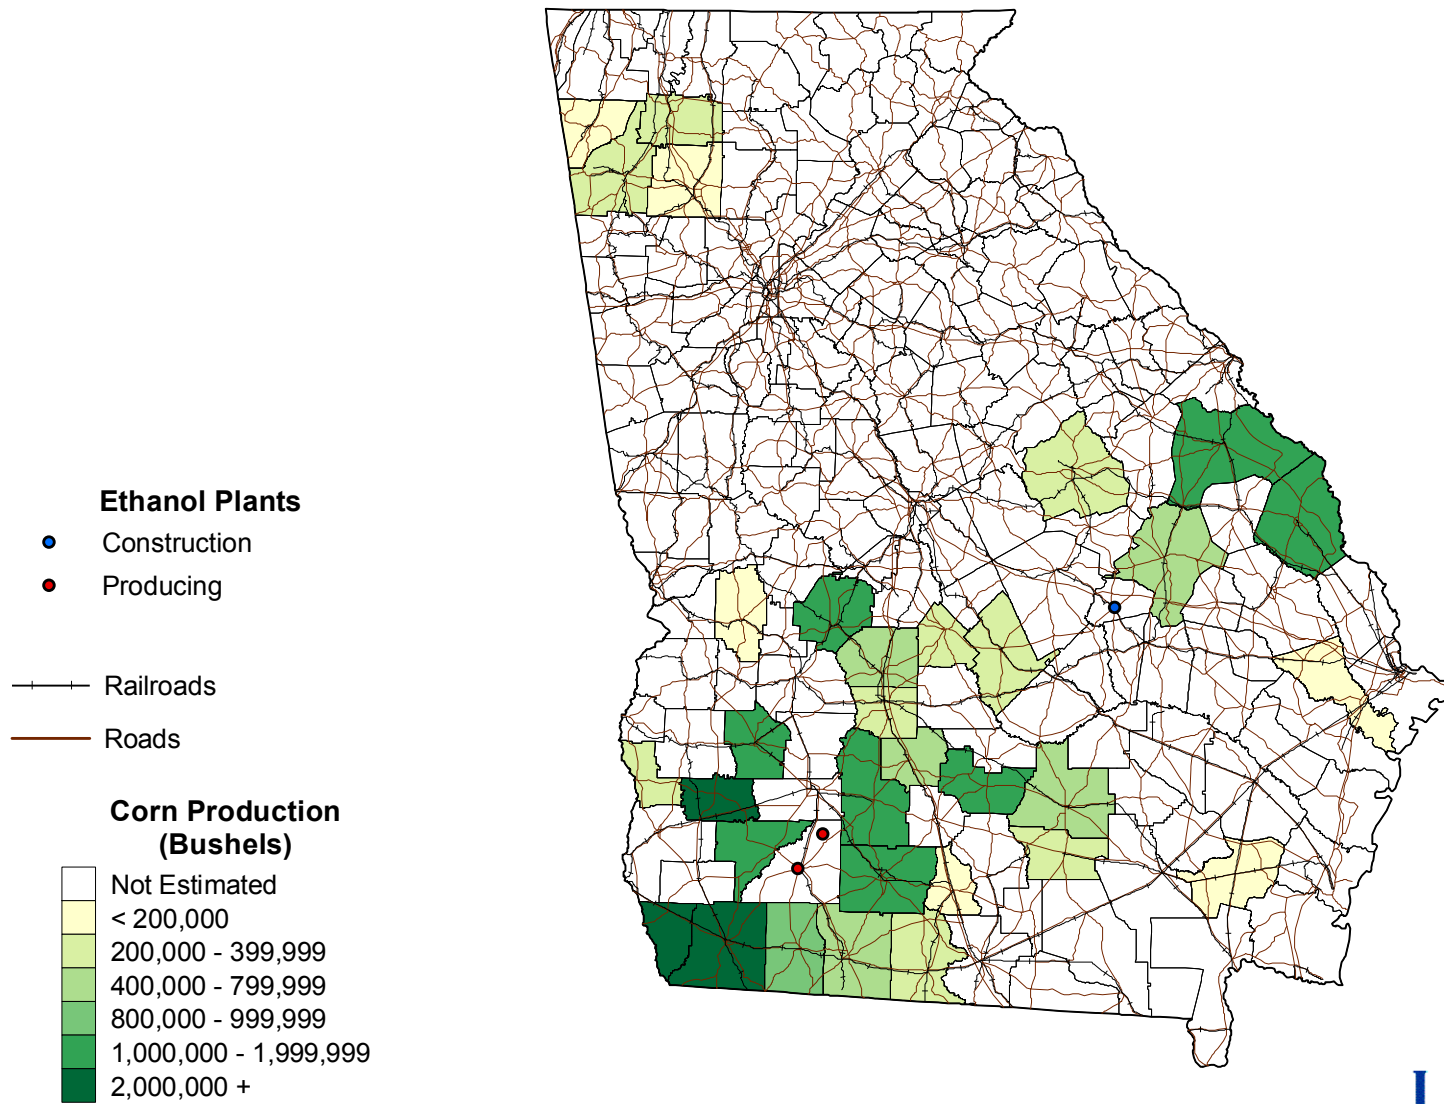 Ethanol Plants
Construction
Producing
Railroads
Roads
Corn Production
(Bushels)
Not Estimated
< 200,000
200,000 - 399,999
400,000 - 799,999
800,000 - 999,999
1,000,000 - 1,999,999
2,000,000 +